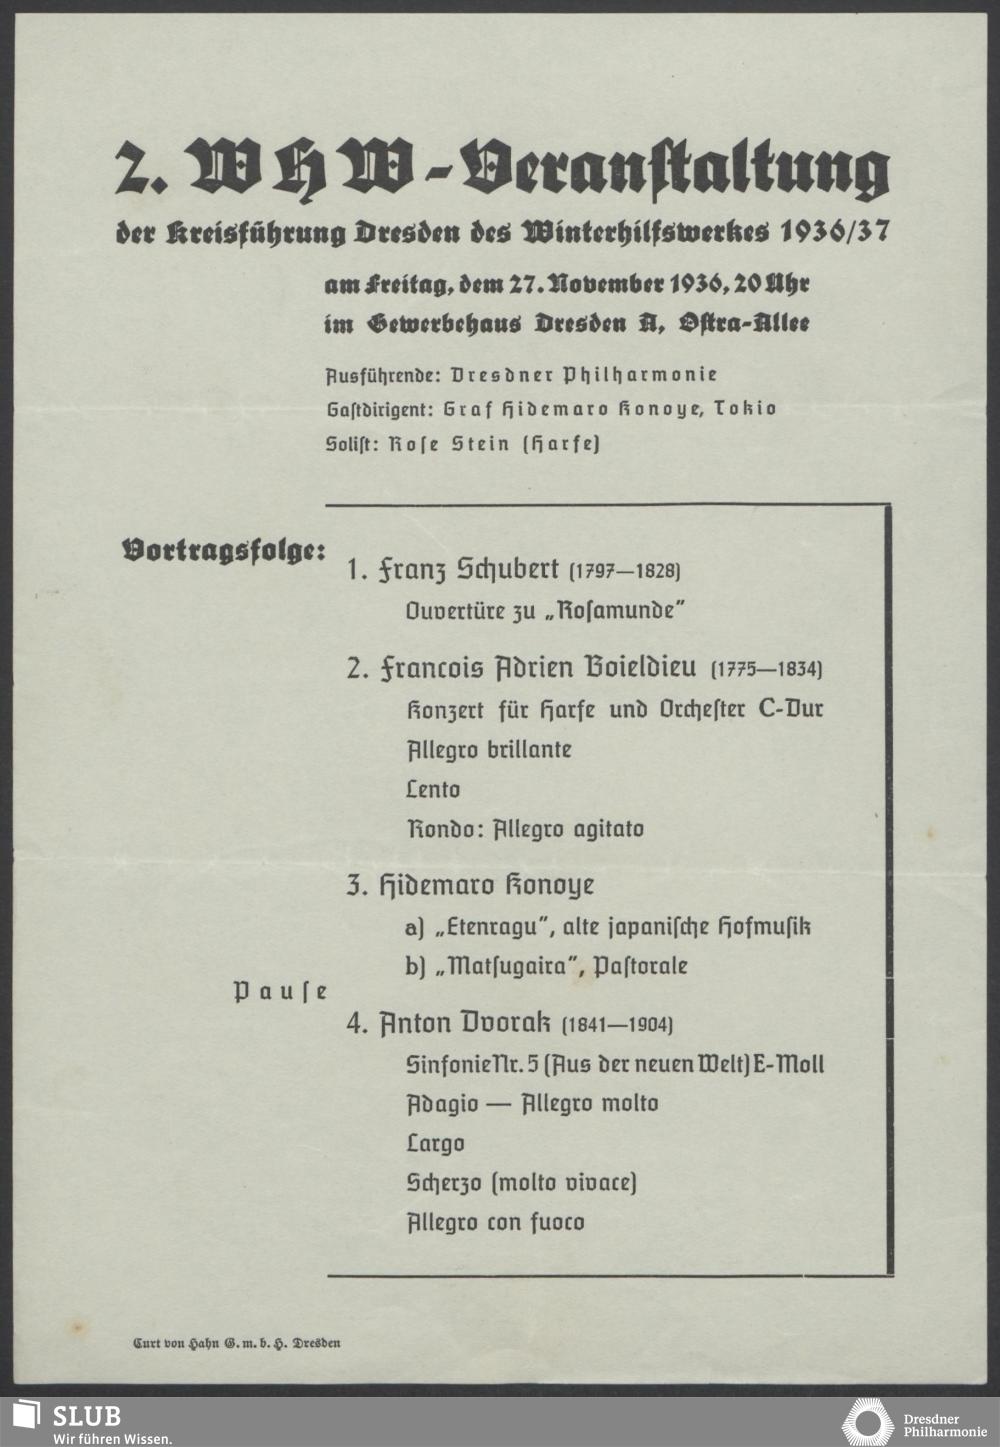 2. WHW-Veranstaltung
der Kreisführung Dresden des Winterhilfswerkes 1936/37
am Freitag, dem 27. November 1936, 20 Uhr
im Gewerbehaus Dresden A, Ostra-Allee
Ausführende: Dresdner Philharmonie
Gastdirigent: Graf Hidemaro Konoye, Tokio
Solist: Rose Stein (Harfe)
Vortragsfolge:
1. Franz Schubert (1797—1828)
Ouvertüre zu „Rosamunde”
2. Francois Adrien Boieldieu (1775—1834)
Konzert für Harfe und Orchester C-Dur
Allegro brillante
Lento
Rondo: Allegro agitato
3. Hidemaro Konoye
a) „Etenragu”, alte japanische Hofmusik
b) „Matsugaira”, Pastorale
Pause
4. Anton Dvorak (1841—1904)
Sinfonie Nr. 5 (Aus der neuen Welt) E-Moll
Adagio — Allegro molto
Largo
Scherzo (molto vivace)
Allegro con fuoco
Curt von Hahn G. m. b. H. Dresden
SLUB
Wir führen Wissen.
Dresdner
Philharmonie